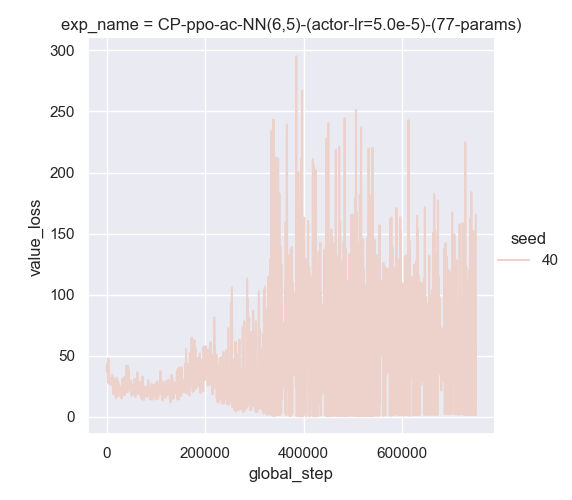 exp_name = CP-ppo-ac-NN(6,5)-(actor-lr=5.0e-5)-(77-params)
300
250
200
150
100
50
0
value_loss
0 200000 400000 600000
global_step
seed
40